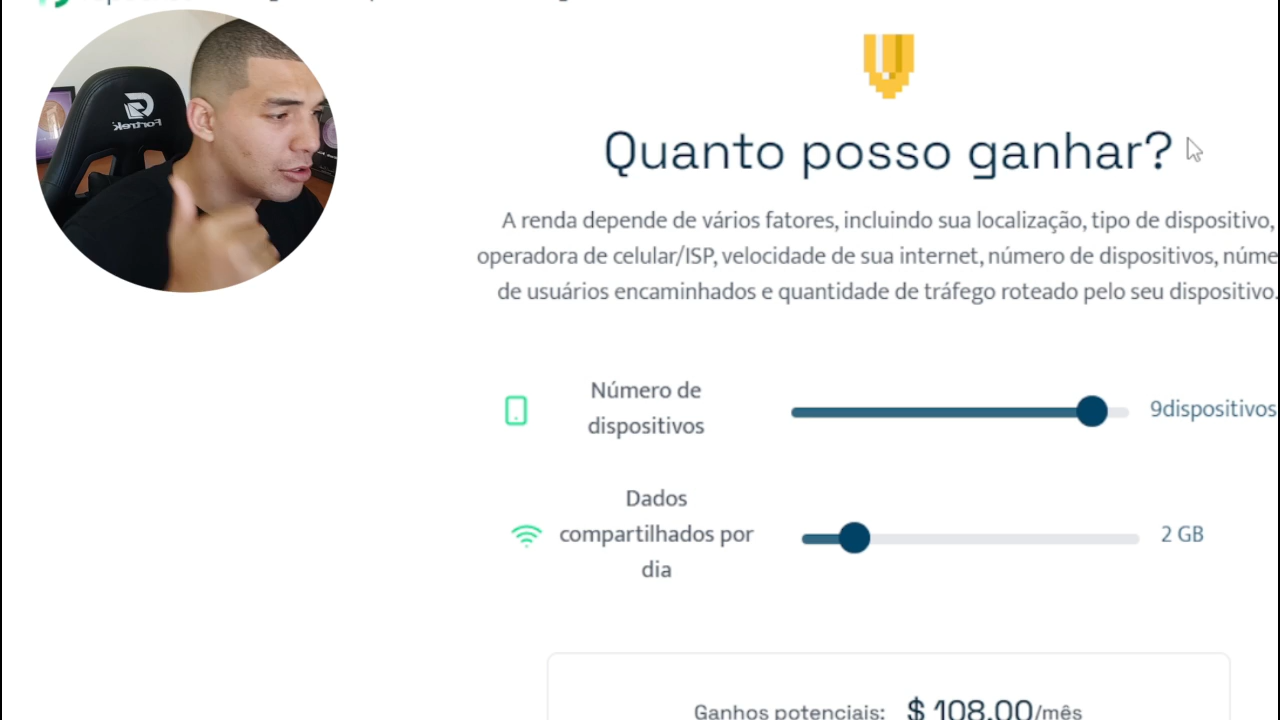 Fortrek
Quanto posso ganhar?
A renda depende de vários fatores, incluindo sua localização, tipo de dispositivo,
operadora de celular/ISP, velocidade de sua internet, número de dispositivos, núme
de usuários encaminhados e quantidade de tráfego roteado pelo seu dispositivo.
Número de
dispositivos
9dispositivos
Dados
compartilhados por
dia
2 GB
Ganhos potenciais: $ 108.00/mês